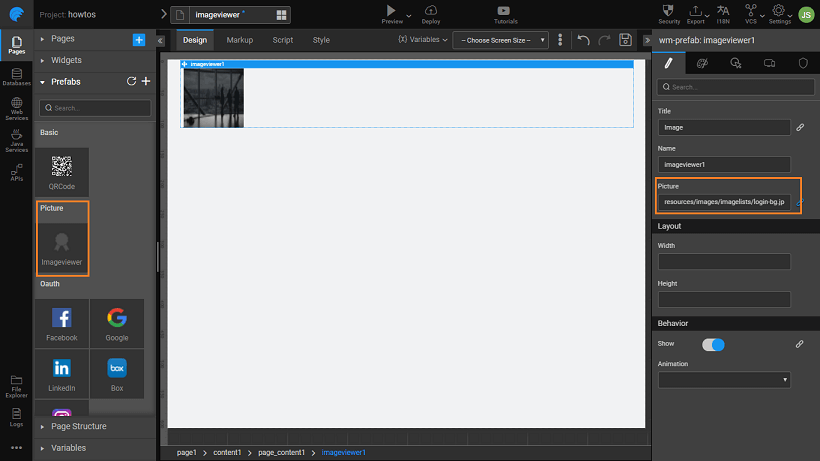 Project: howtos
imageviewer1 *
Preview
Deploy
Tutorials
Security
Export
I18N
VCS
Settings
JS
Pages
Databases
Web
Services
Java
Services
APIs
File
Explorer
Logs
Pages
Widgets
Prefabs
Search...
Basic
QRCode
Picture
Imageviewer
Oauth
Facebook
Google
in
LinkedIn
box
Box
Page Structure
Variables
Design
Markup
Script
Style
(x) Variables
-- Choose Screen Size --
imageviewer1
page1
content1
page_content1
imageviewer1
wm-prefab: imageviewer1
Search...
Title
Image
Name
imageviewer1
Picture
resources/images/imagelists/login-bg.jp
Layout
Width
Height
Behavior
Show
Animation